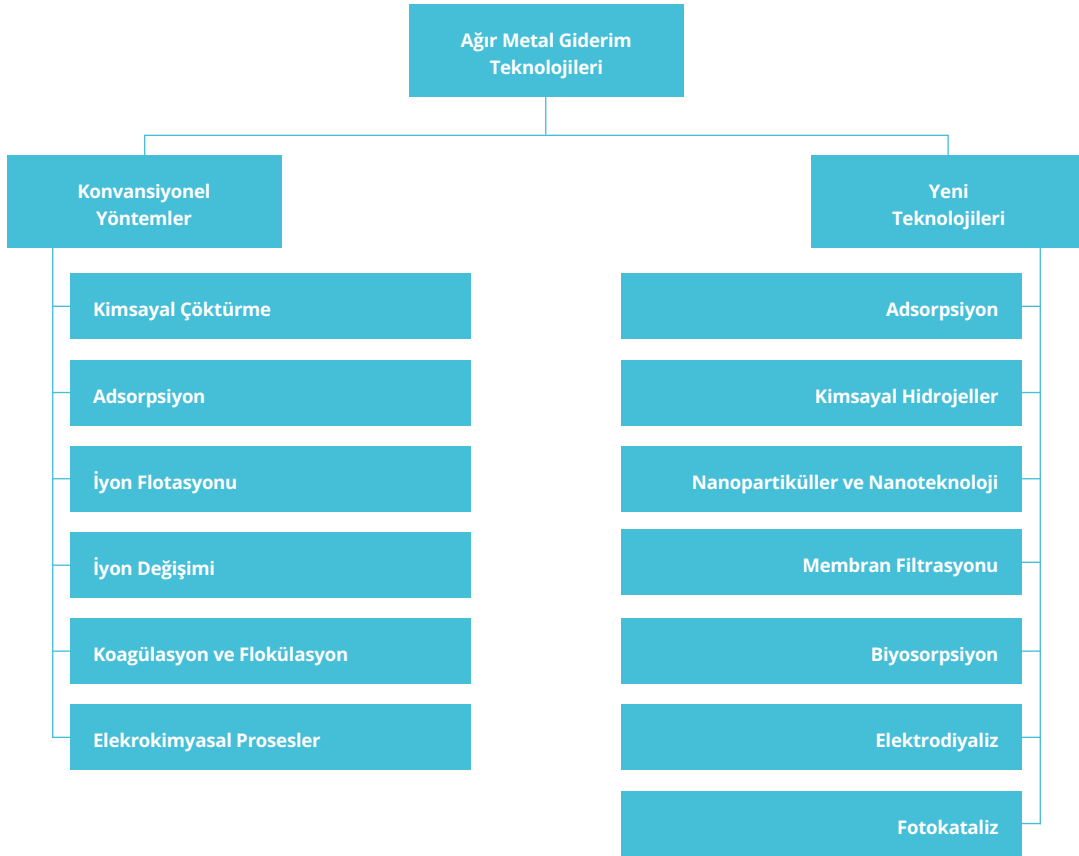 Ağır Metal Giderim
Teknolojileri
Konvansiyonel
Yöntemler
Kimsayal Çöktürme
Adsorpsiyon
İyon Flotasyonu
İyon Değişimi
Koagülasyon ve Flokülasyon
Elekrokimyasal Prosesler
Yeni
Teknolojileri
Adsorpsiyon
Kimsayal Hidrojeller
Nanopartiküller ve Nanoteknoloji
Membran Filtrasyonu
Biyosorpsiyon
Elektrodiyaliz
Fotokataliz